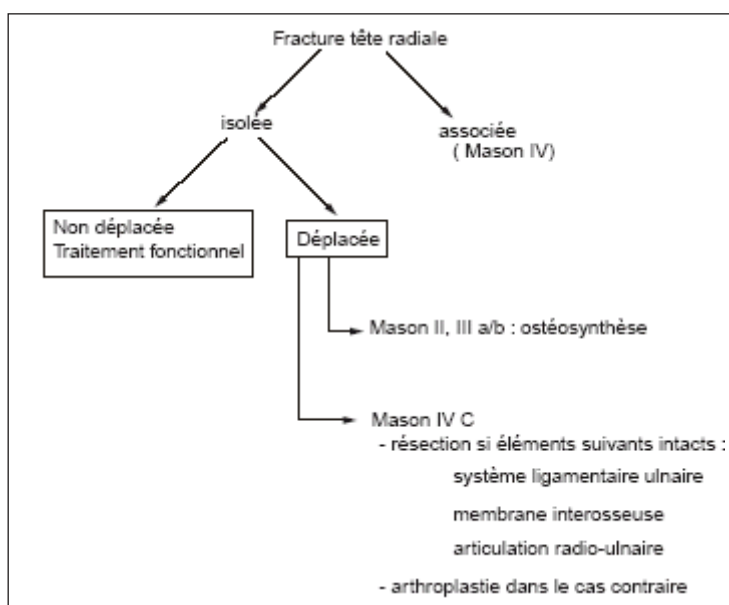 Fracture tête radiale
isolée
associée
( Mason IV)
Non déplacée
Traitement fonctionnel
Déplacée
Mason II, III a/b : ostéosynthèse
Mason IV C
- résection si éléments suivants intacts :
système ligamentaire ulnaire
membrane interosseuse
articulation radio-ulnaire
- arthroplastie dans le cas contraire